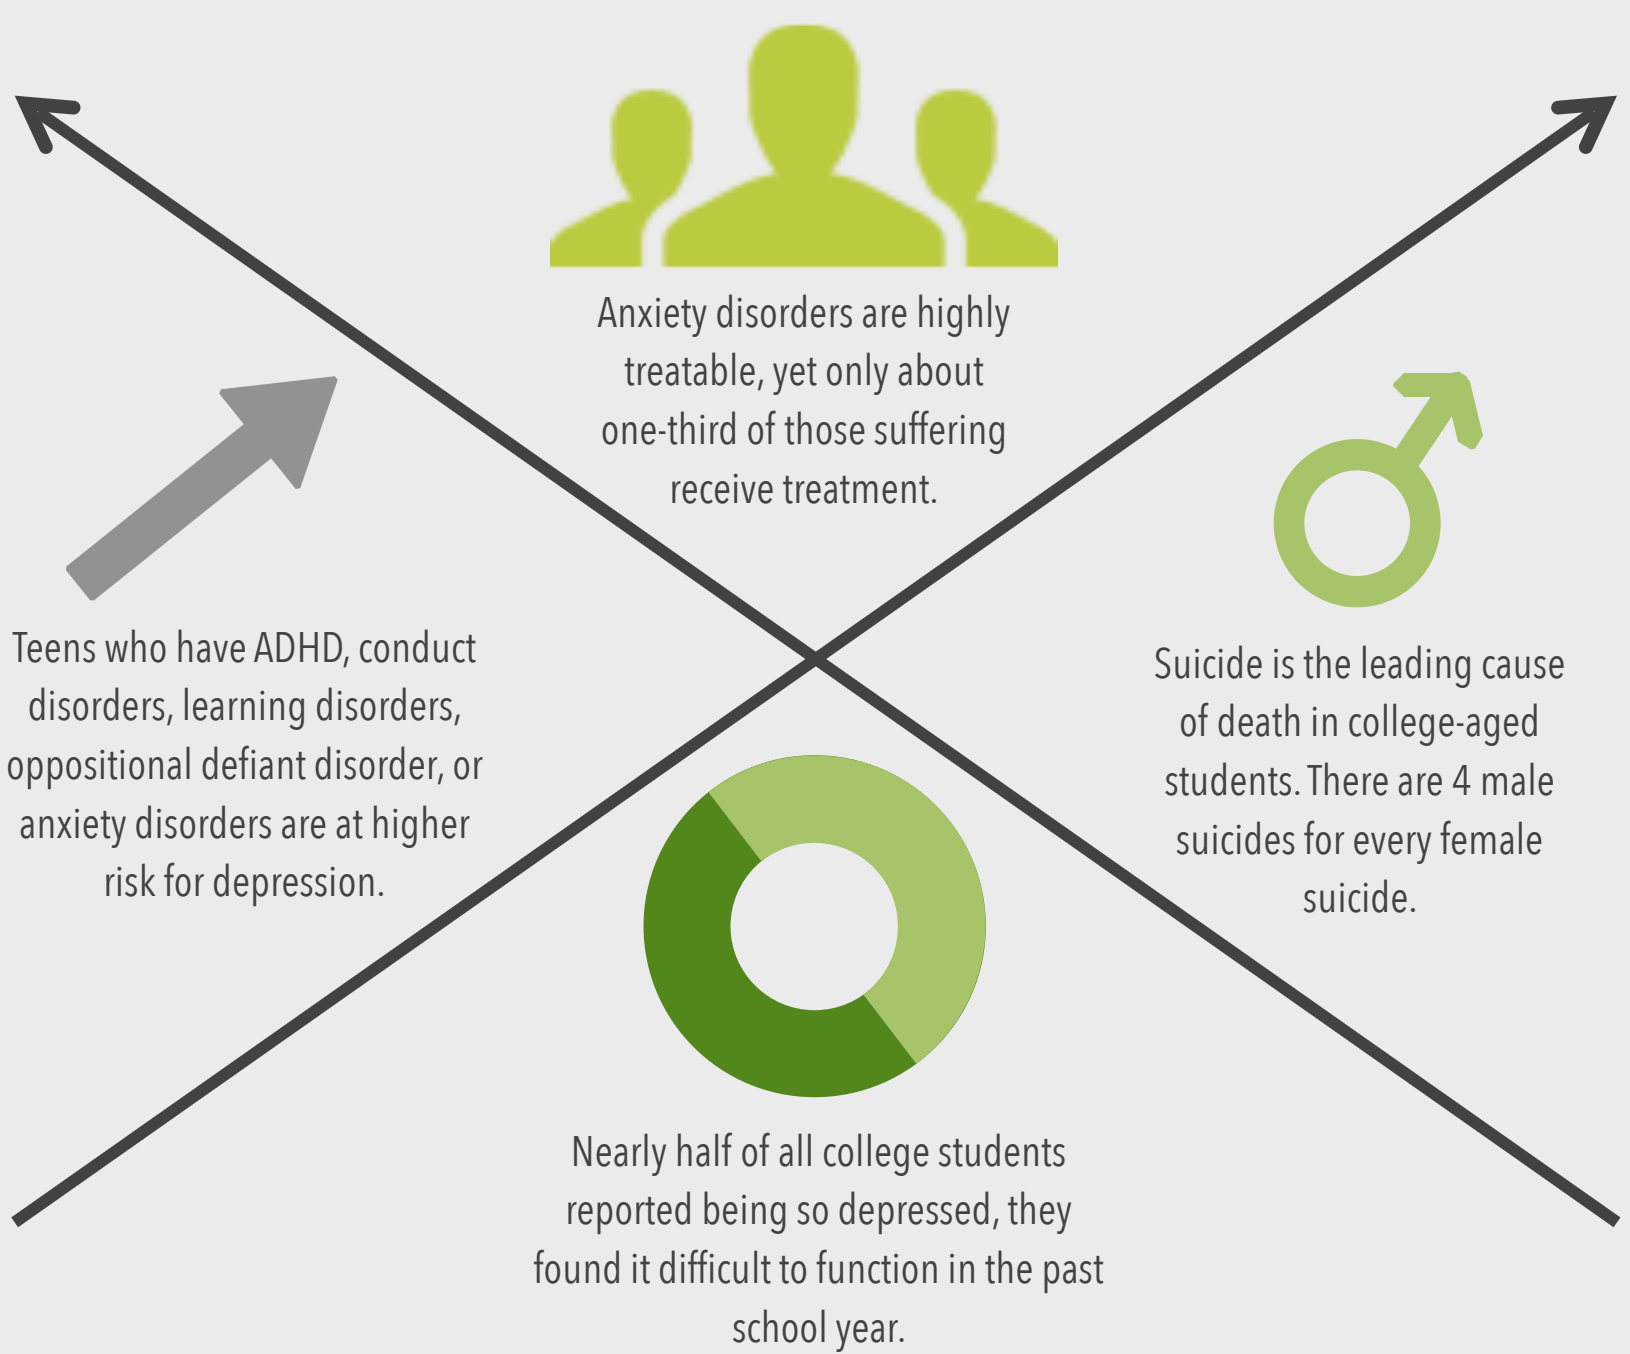 Anxiety disorders are highly
treatable, yet only about
one-third of those suffering
receive treatment.
Teens who have ADHD, conduct
disorders, learning disorders,
oppositional defiant disorder, or
anxiety disorders are at higher
risk for depression.
Suicide is the leading cause
of death in college-aged
students. There are 4 male
suicides for every female
suicide.
Nearly half of all college students
reported being so depressed, they
found it difficult to function in the past
school year.